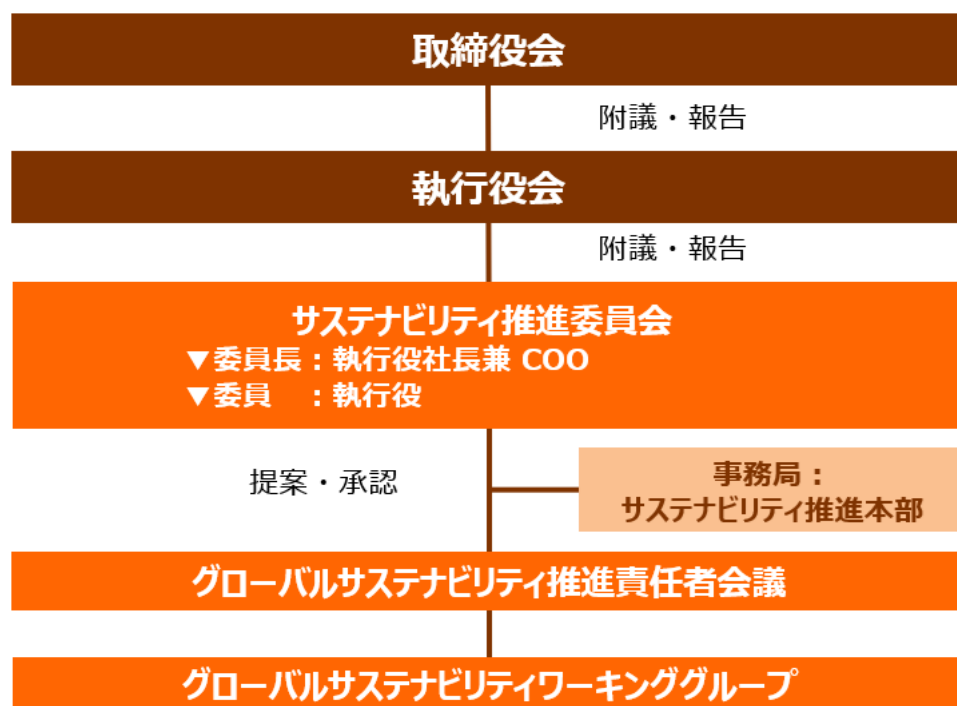 取締役会
附議・報告
執行役会
附議・報告
サステナビリティ推進委員会
▼委員長：執行役社長兼 COO
▼委員　：執行役
提案・承認
事務局：
サステナビリティ推進本部
グローバルサステナビリティ推進責任者会議
グローバルサステナビリティワーキンググループ